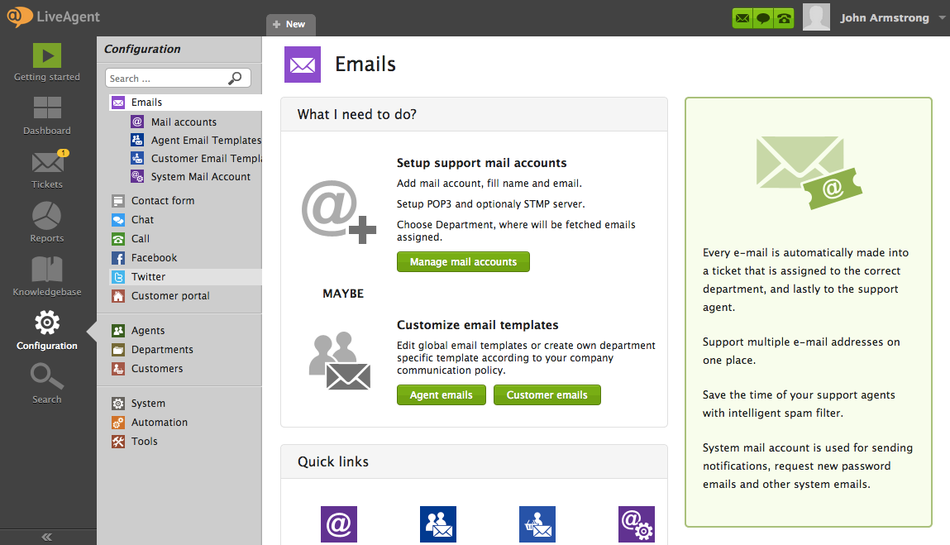 LiveAgent
New
John Armstrong
Getting started
Dashboard
1
Tickets
Reports
Knowledgebase
Configuration
Search
Configuration
Search ...
Emails
Mail accounts
Agent Email Templates
Customer Email Templa
System Mail Account
Contact form
Chat
Call
Facebook
Twitter
Customer portal
Agents
Departments
Customers
System
Automation
Tools
Emails
What I need to do?
Setup support mail accounts
Add mail account, fill name and email.
Setup POP3 and optionaly STMP server.
Choose Department, where will be fetched emails
assigned.
Manage mail accounts
MAYBE
Customize email templates
Edit global email templates or create own department
specific template according to your company
communication policy.
Agent emails
Customer emails
Quick links
Every e-mail is automatically made into
a ticket that is assigned to the correct
department, and lastly to the support
agent.
Support multiple e-mail addresses on
one place.
Save the time of your support agents
with intelligent spam filter.
System mail account is used for sending
notifications, request new password
emails and other system emails.